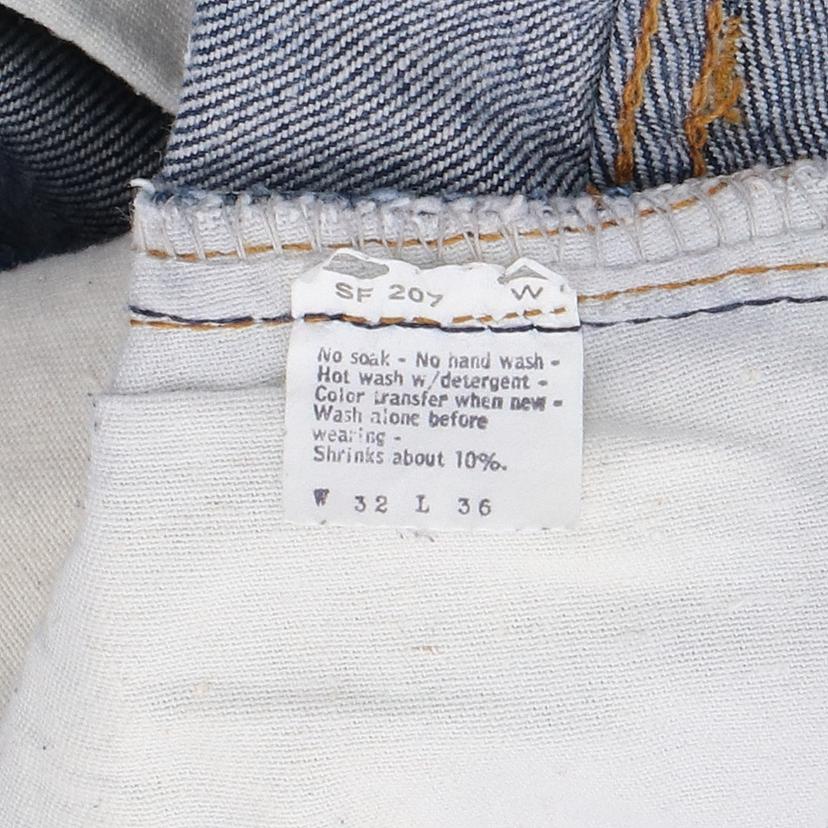 SF 207 W
No soak - No hand wash -
Hot wash w/detergent -
Color transfer when new -
Wash alone before
wearing -
Shrinks about 10%.
W 32 L 36